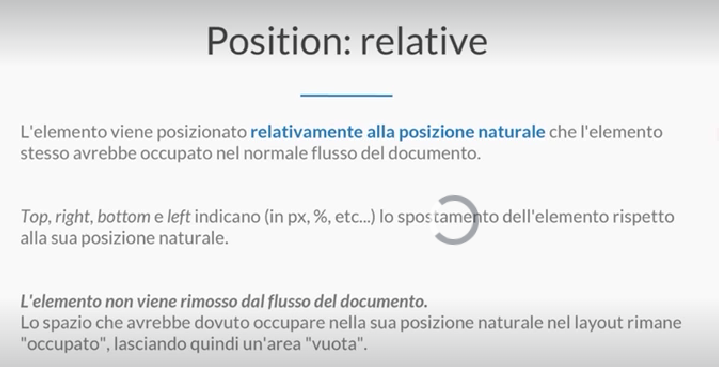 Position: relative
L'elemento viene posizionato relativamente alla posizione naturale che l'elemento
stesso avrebbe occupato nel normale flusso del documento.
Top, right, bottom e left indicano (in px, %, etc...) lo spostamento dell'elemento rispetto
alla sua posizione naturale.
L'elemento non viene rimosso dal flusso del documento.
Lo spazio che avrebbe dovuto occupare nella sua posizione naturale nel layout rimane
"occupato", lasciando quindi un'area "vuota".